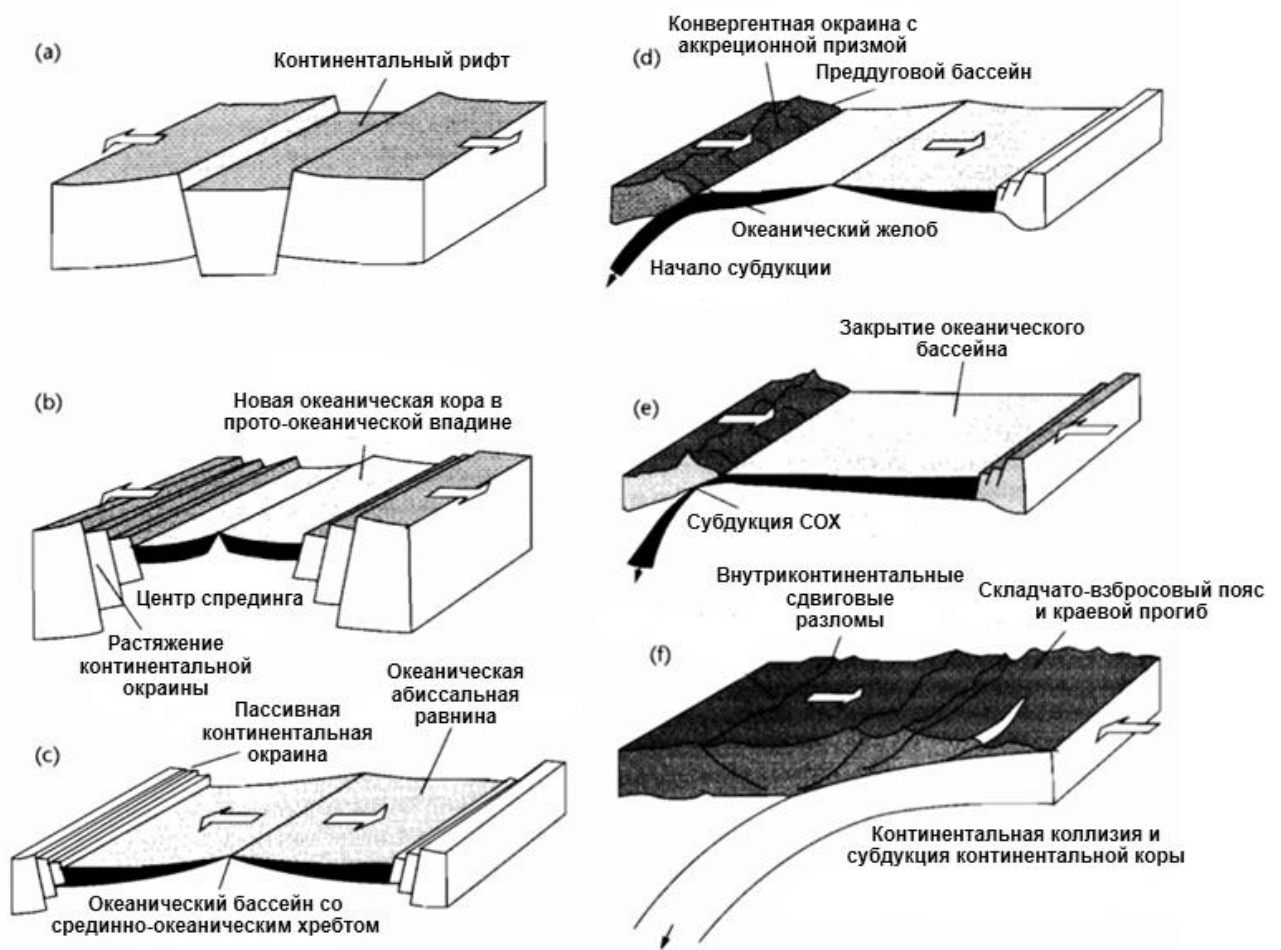 (a)
Континентальный рифт
(b)
Новая океаническая кора в
прото-океанической впадине
Центр спрединга
Растяжение
континентальной
окраины
(c)
Пассивная
континентальная
окраина
Океаническая
абиссальная
равнина
Океанический бассейн со
срединно-океаническим хребтом
(d)
Конвергентная окраина с
аккреционной призмой
Преддуговой бассейн
Океанический желоб
Начало субдукции
(e)
Закрытие океанического
бассейна
Субдукция СОХ
(f)
Внутриконтинентальные
сдвиговые
разломы
Складчато-взбросовый пояс
и краевой прогиб
Континентальная коллизия и
субдукция континентальной коры